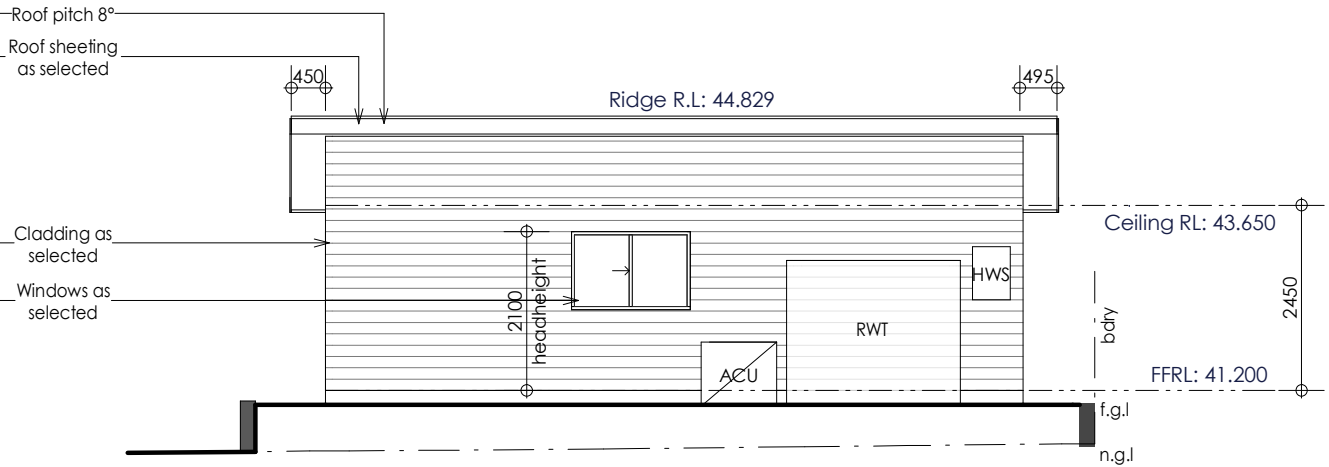 Roof pitch 8°
Roof sheeting
as selected
450
495
Ridge R.L: 44.829
Cladding as
selected
Ceiling RL: 43.650
Windows as
selected
2100
headheight
HWS
RWT
ACU
bdry
2450
FFRL: 41.200
f.g.l
n.g.l